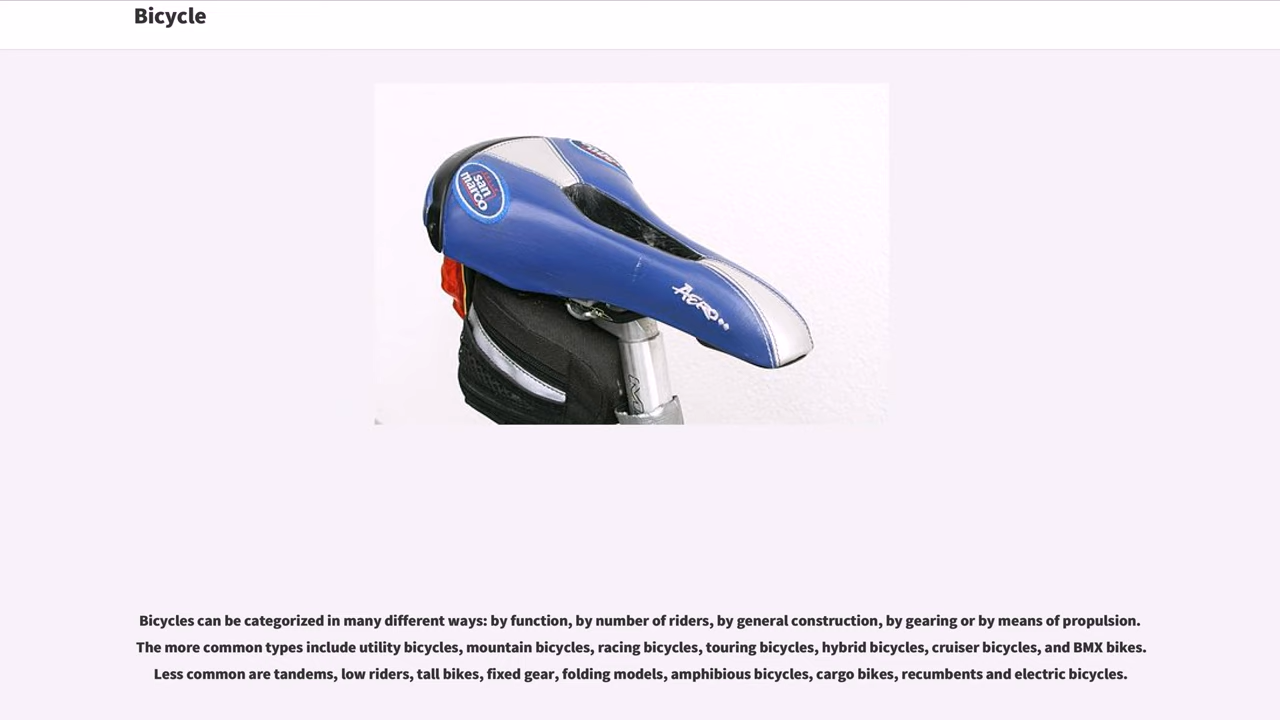 Bicycle
san
marco
AERO
Bicycles can be categorized in many different ways: by function, by number of riders, by general construction, by gearing or by means of propulsion.
The more common types include utility bicycles, mountain bicycles, racing bicycles, touring bicycles, hybrid bicycles, cruiser bicycles, and BMX bikes.
Less common are tandems, low riders, tall bikes, fixed gear, folding models, amphibious bicycles, cargo bikes, recumbents and electric bicycles.